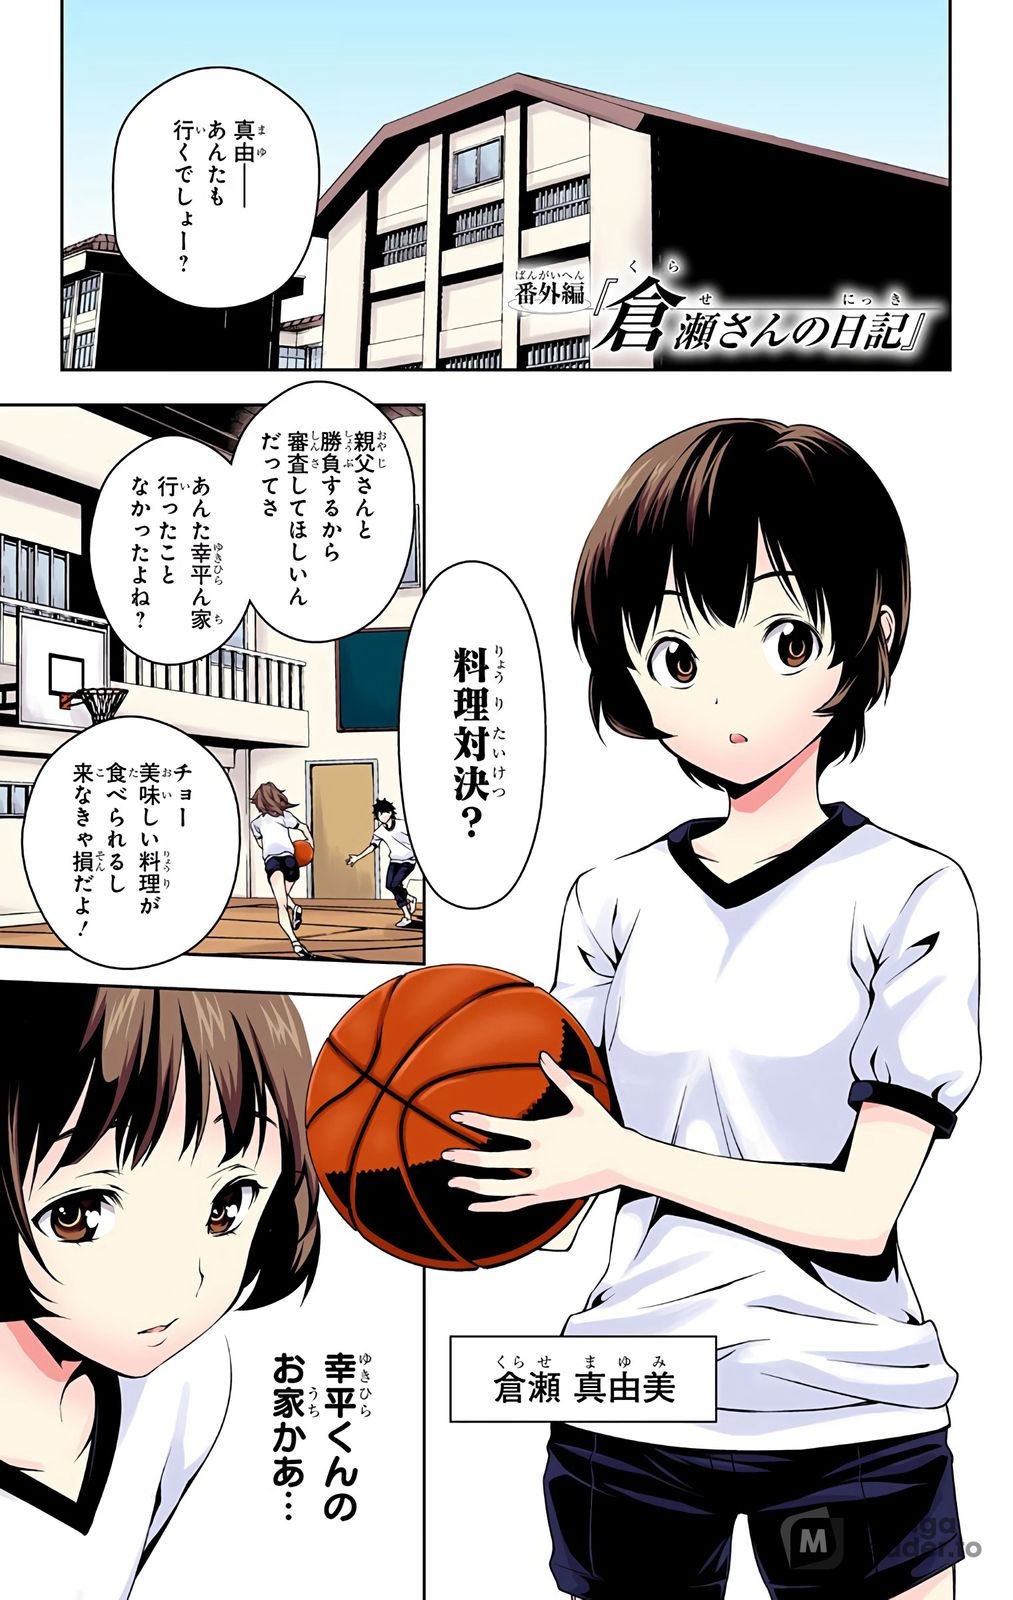 真由――
あんたも
行くでしょー？
番外編
『倉瀬さんの日記』
親父さんと
勝負するから
審査してほしいん
だってさ
あんた幸平ん家
行ったこと
なかったよね？
料理対決？
チョー
美味しい料理が
食べられるし
来なきゃ損だよ！
倉瀬 真由美
幸平くんの
お家かあ…